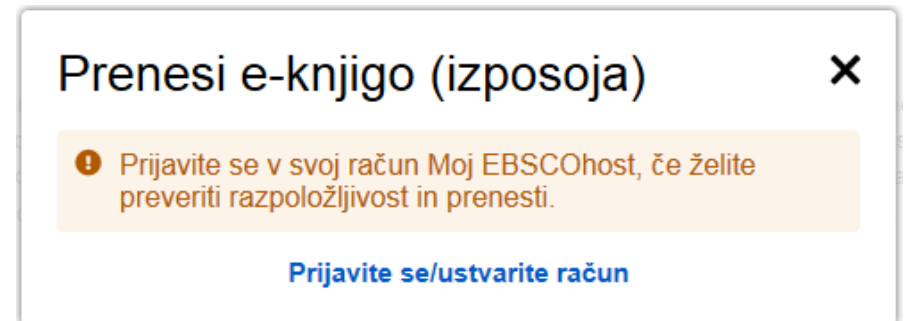 Prenesi e-knjigo (izposoja)
Prijavite se v svoj račun Moj EBSCOhost, če želite
preveriti razpoložljivost in prenesti.
Prijavite se/ustvarite račun